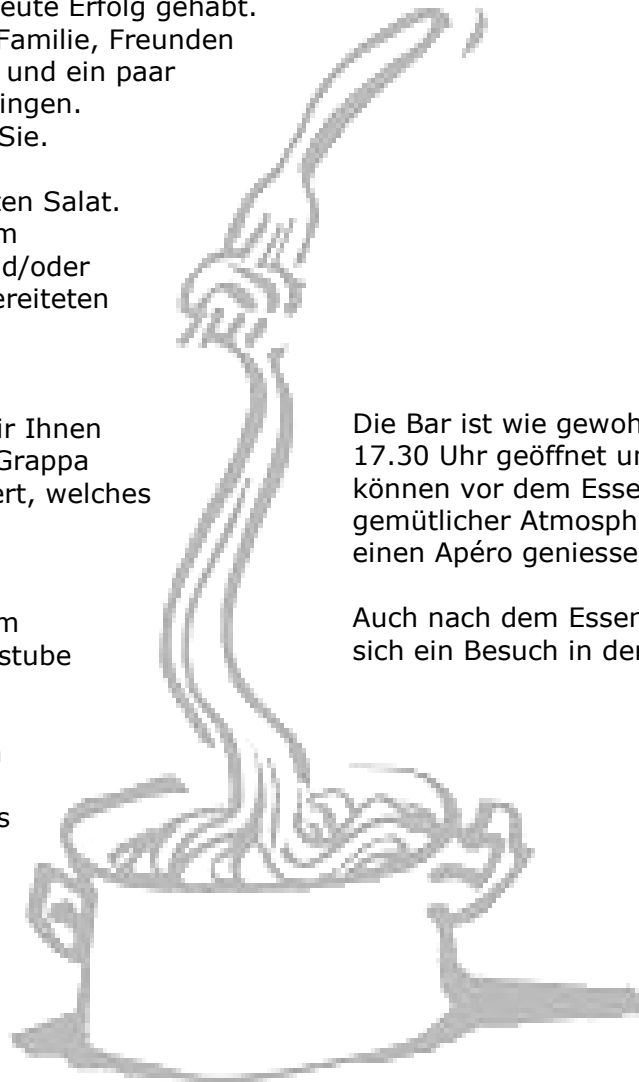 eute Erfolg gehabt.
Familie, Freunden
und ein paar
ingen.
Sie.
ten Salat.
m
d/oder
ereiteten
ir Ihnen
Grappa
ert, welches
m
stube
s
Die Bar ist wie gewoh
17.30 Uhr geöffnet u
können vor dem Esse
gemütlicher Atmosph
einen Apéro geniesse
Auch nach dem Essen
sich ein Besuch in de